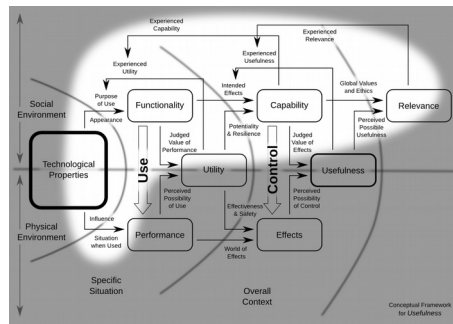 Experienced
Capability
Experienced
Relevance
Experienced
Utility
Experienced
Usefulness
Purpose
of Use
Intended
Effects
Global Values
and Ethics
Social
Environment
Functionality
Capability
Relevance
Appearance
Potentiality
& Resilience
Perceived
Possibile
Usefulness
Judged
Value of
Performance
Judged
Value of
Effects
Technological
Properties
Use
Utility
Control
Usefulness
Perceived
Possibility
of Use
Perceived
Possibility
of Control
Effectiveness
& Safety
Influence
Physical
Environment
Situation
when Used
Performance
Effects
World of
Effects
Specific
Situation
Overall
Context
Conceptual Framework
for Usefulness